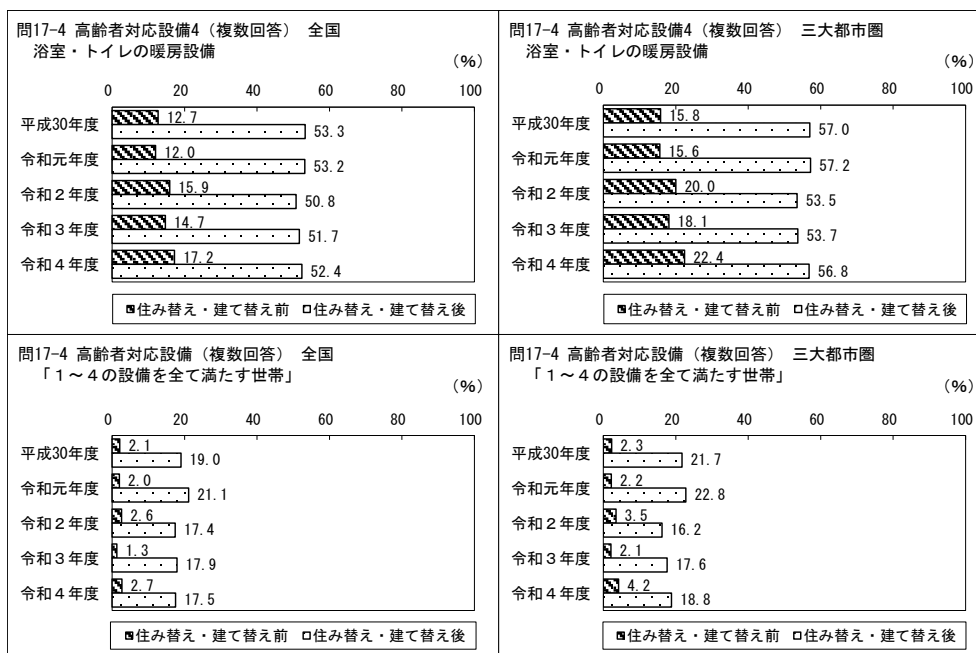 問17-4 高齢者対応設備4（複数回答）　全国
浴室・トイレの暖房設備
(％)
0 20 40 60 80 100
平成30年度 12.7 53.3
令和元年度 12.0 53.2
令和２年度 15.9 50.8
令和３年度 14.7 51.7
令和４年度 17.2 52.4
住み替え・建て替え前 住み替え・建て替え後
問17-4 高齢者対応設備4（複数回答）　三大都市圏
浴室・トイレの暖房設備
(％)
0 20 40 60 80 100
平成30年度 15.8 57.0
令和元年度 15.6 57.2
令和２年度 20.0 53.5
令和３年度 18.1 53.7
令和４年度 22.4 56.8
住み替え・建て替え前 住み替え・建て替え後
問17-4 高齢者対応設備（複数回答）　全国
「１～４の設備を全て満たす世帯」
(％)
0 20 40 60 80 100
平成30年度 2.1 19.0
令和元年度 2.0 21.1
令和２年度 2.6 17.4
令和３年度 1.3 17.9
令和４年度 2.7 17.5
住み替え・建て替え前 住み替え・建て替え後
問17-4 高齢者対応設備（複数回答）　三大都市圏
「１～４の設備を全て満たす世帯」
(％)
0 20 40 60 80 100
平成30年度 2.3 21.7
令和元年度 2.2 22.8
令和２年度 3.5 16.2
令和３年度 2.1 17.6
令和４年度 4.2 18.8
住み替え・建て替え前 住み替え・建て替え後